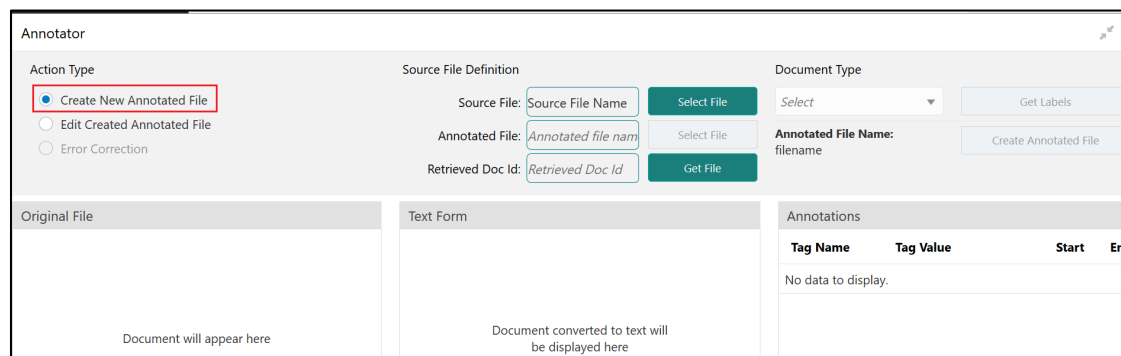 Annotator
Action Type
Create New Annotated File
Edit Created Annotated File
Error Correction
Source File Definition
Source File: Source File Name Select File
Annotated File: Annotated file nam Select File
Retrieved Doc Id: Retrieved Doc Id Get File
Document Type
Select Get Labels
Annotated File Name:
filename
Create Annotated File
Original File
Document will appear here
Text Form
Document converted to text will
be displayed here
Annotations
Tag Name Tag Value Start
No data to display.